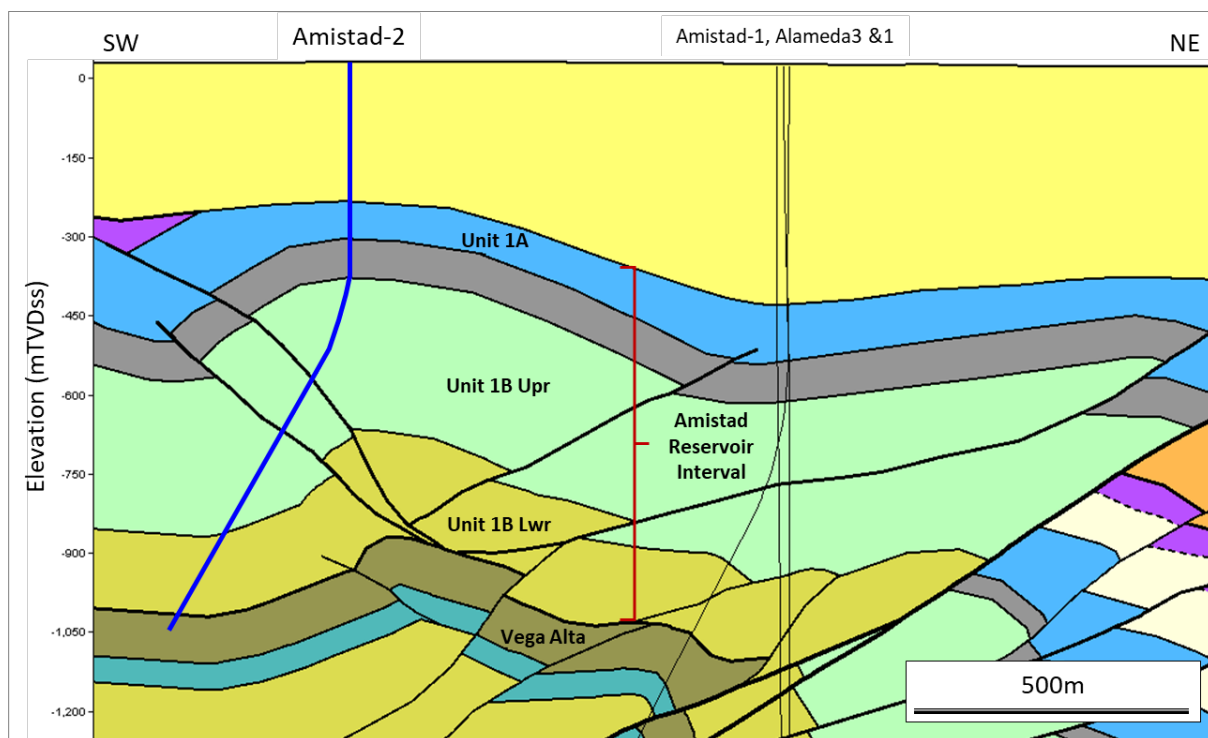 SW
Amistad-2
Amistad-1, Alameda3 &1
NE
Elevation (mTVDss)
0
-150
-300
-450
-600
-750
-900
-1,050
-1,200
Unit 1A
Unit 1B Upr
Amistad
Reservoir
Interval
Unit 1B Lwr
Vega Alta
500m